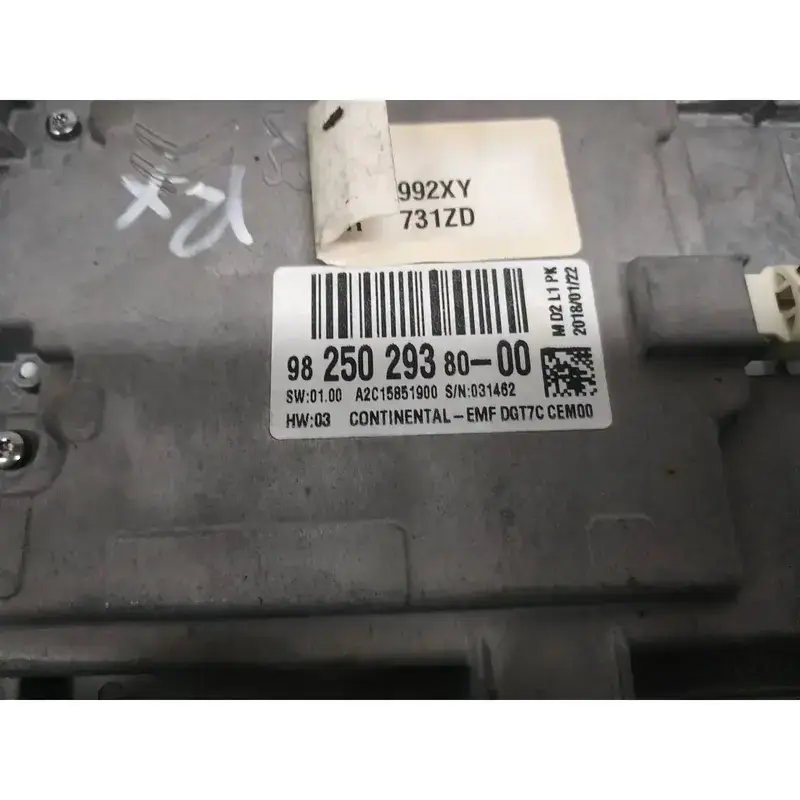 992XY
731ZD
M D2 L1 PK
2018/01/22
98 250 293 80-00
SW:01.00 A2C15851900 S/N:031462
HW:03 CONTINENTAL-EMF DGT7C CEM00